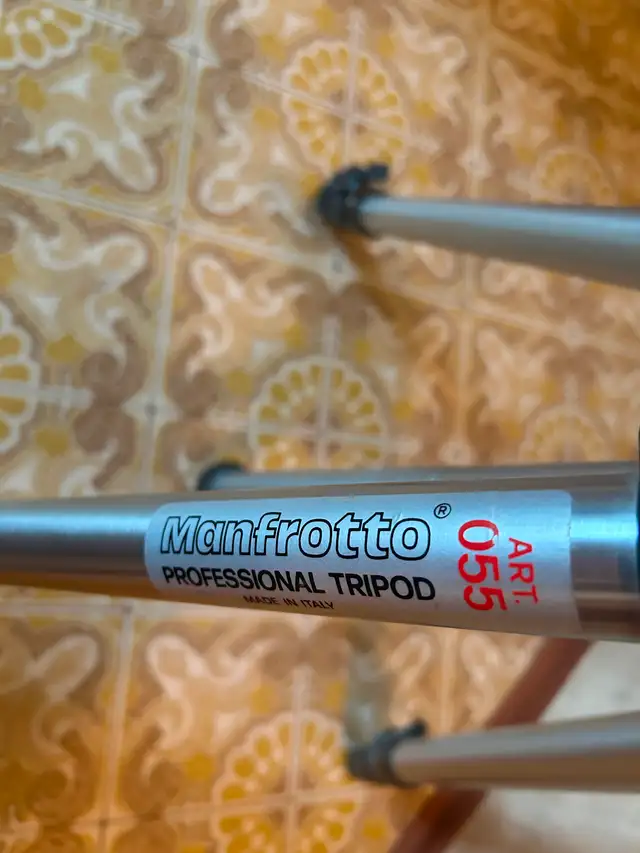 Manfrotto®
PROFESSIONAL TRIPOD
MADE IN ITALY
ART.
055